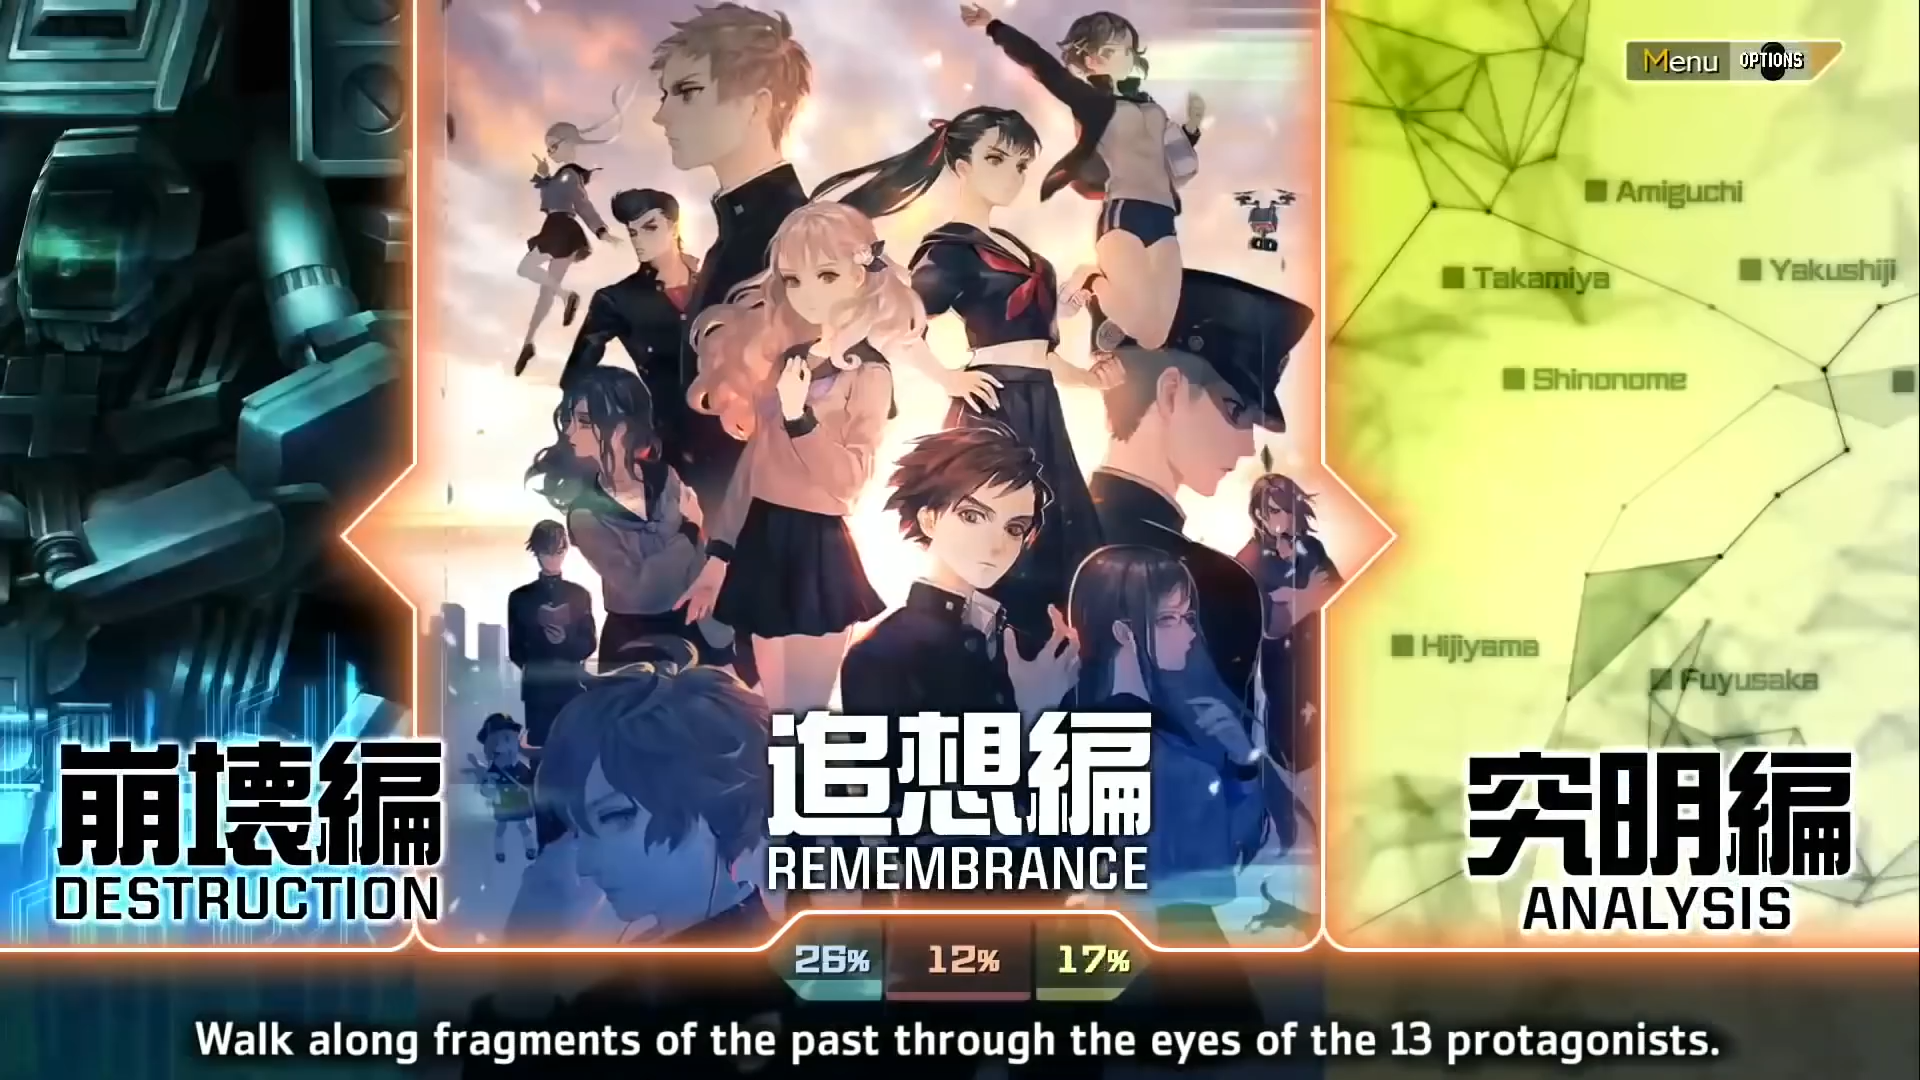 Menu OPTIONS
Amiguchi
Takamiya
Yakushiji
Shinonome
Hijiyama
Fuyusaka
崩壊編
DESTRUCTION
追想編
REMEMBRANCE
究明編
ANALYSIS
26% 12% 17%
Walk along fragments of the past through the eyes of the 13 protagonists.